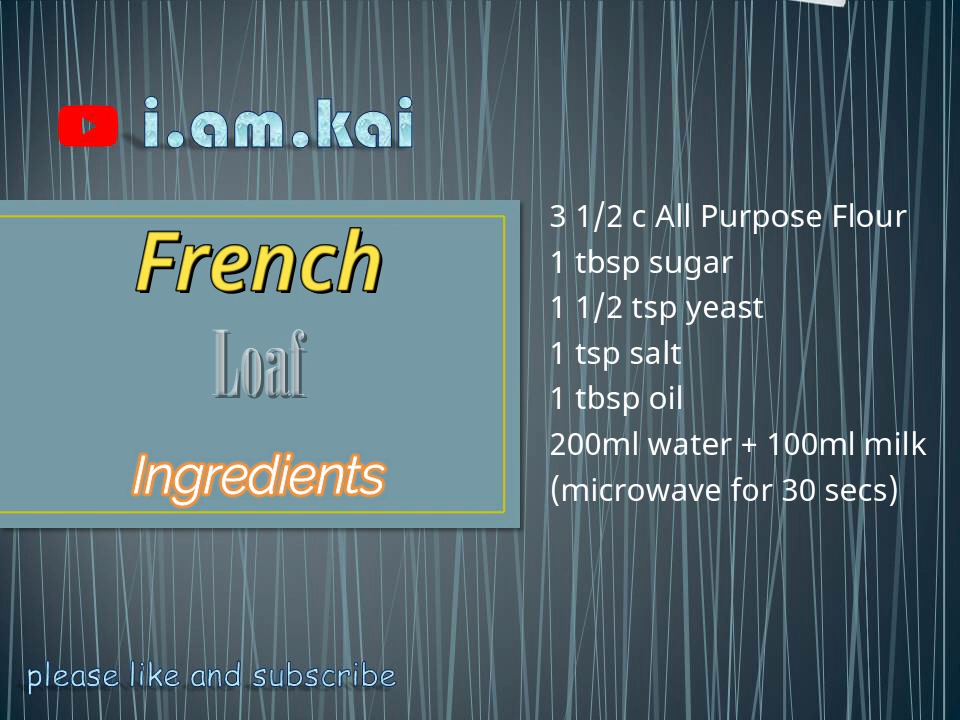 i.am.kai
French
Loaf
Ingredients
3 1/2 c All Purpose Flour
1 tbsp sugar
1 1/2 tsp yeast
1 tsp salt
1 tbsp oil
200ml water + 100ml milk
(microwave for 30 secs)
please like and subscribe